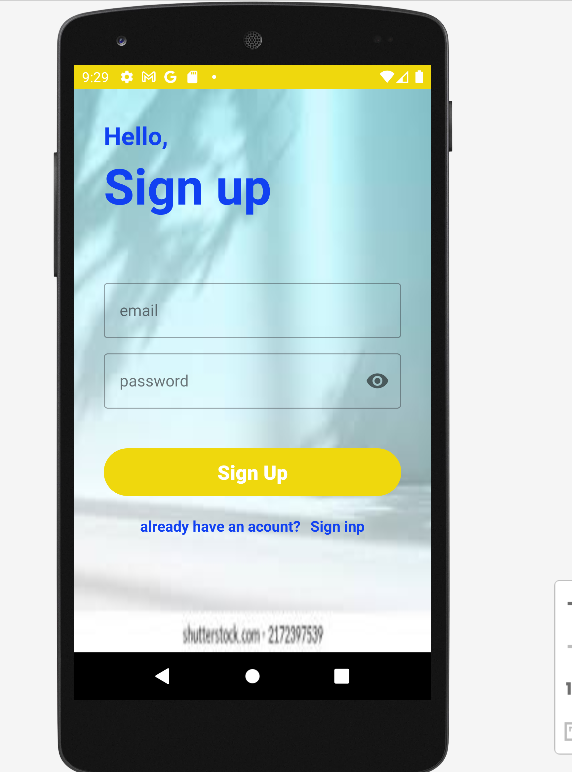 9:29
Hello,
Sign up
email
password
Sign Up
already have an acount? Sign inp
shutterstock.com · 2172397539